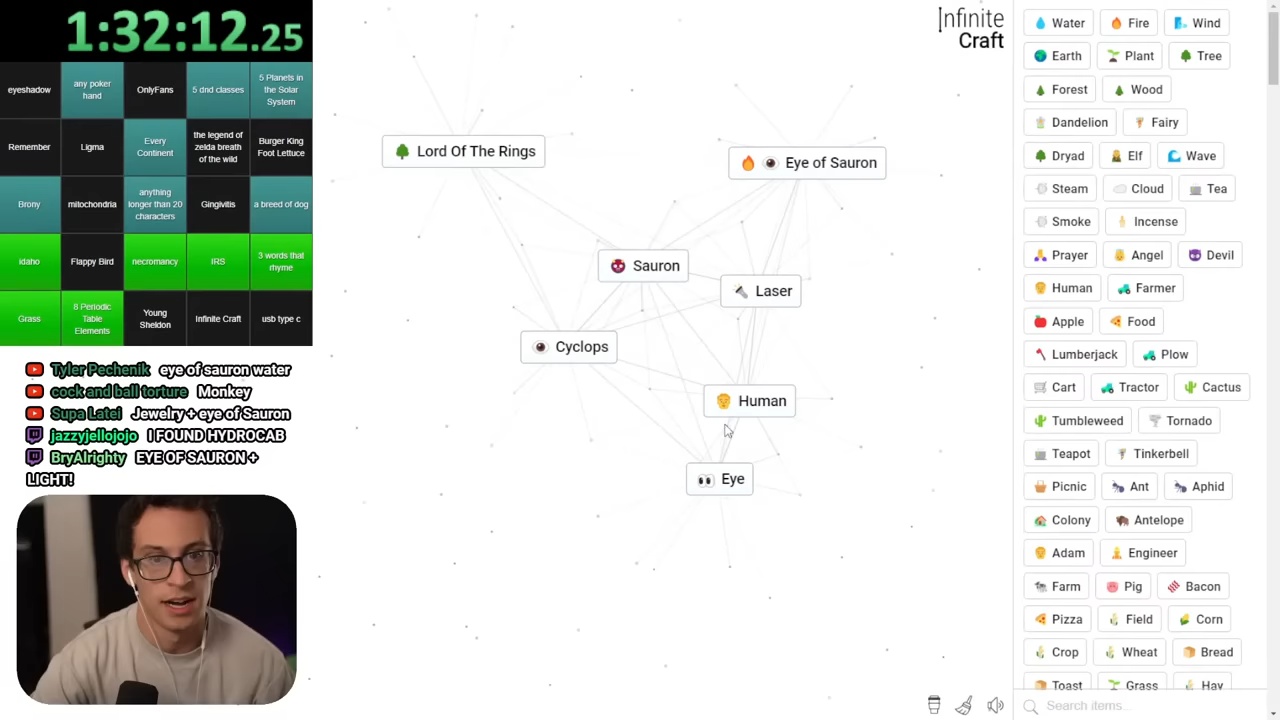 1:32:12.25
eyeshadow
any poker
hand
OnlyFans
5 dnd classes
5 Planets in
the Solar
System
Remember
Ligma
Every
Continent
the legend of
zelda breath
of the wild
Burger King
Foot Lettuce
Brony
mitochondria
anything
longer than 20
characters
Gingivitis
a breed of dog
idaho
Flappy Bird
necromancy
IRS
3 words that
rhyme
Grass
8 Periodic
Table
Elements
Young
Sheldon
Infinite Craft
usb type c
Tyler Pechenik eye of sauron water
cock and ball torture Monkey
Supa Latei Jewelry + eye of Sauron
jazzyjellojojo I FOUND HYDROCAB
BryAlrighty EYE OF SAURON +
LIGHT!
Infinite
Craft
Lord Of The Rings
Eye of Sauron
Sauron
Laser
Cyclops
Human
Eye
Water Fire Wind
Earth Plant Tree
Forest Wood
Dandelion Fairy
Dryad Elf Wave
Steam Cloud Tea
Smoke Incense
Prayer Angel Devil
Human Farmer
Apple Food
Lumberjack Plow
Cart Tractor Cactus
Tumbleweed Tornado
Teapot Tinkerbell
Picnic Ant Aphid
Colony Antelope
Adam Engineer
Farm Pig Bacon
Pizza Field Corn
Crop Wheat Bread
Toast Grass Hay
Search items...